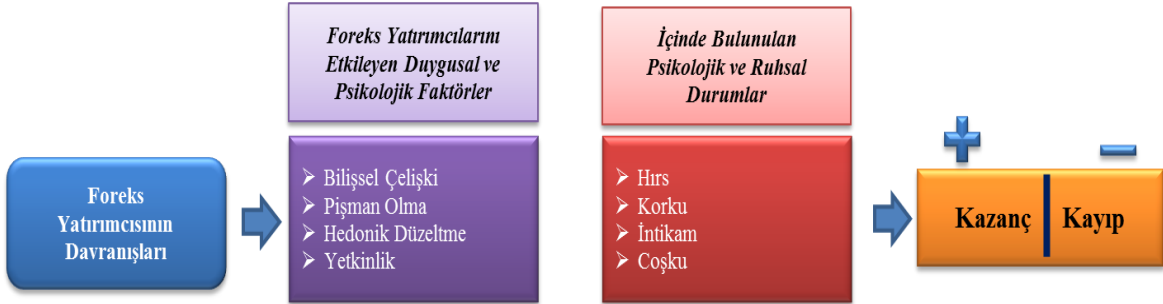 Foreks
Yatırımcısının
Davranışları
Foreks Yatırımcılarını
Etkileyen Duygusal ve
Psikolojik Faktörler
Bilişsel Çelişki
Pişman Olma
Hedonik Düzeltme
Yetkinlik
İçinde Bulunulan
Psikolojik ve Ruhsal
Durumlar
Hırs
Korku
İntikam
Coşku
+ –
Kazanç Kayıp